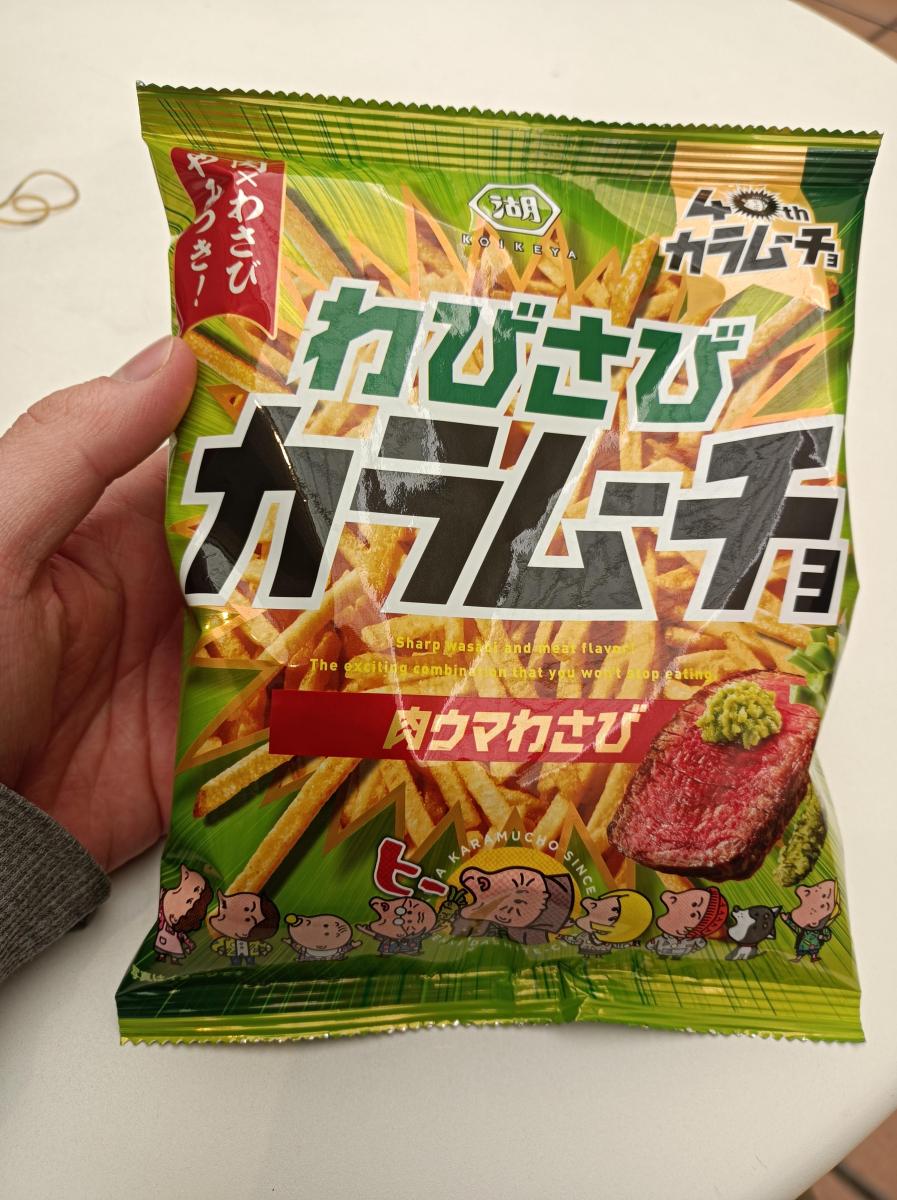 肉×わさび
やみつき!
湖
KOIKEYA
40th
カラムーチョ
わびさび
カラムーチョ
Sharp wasabi and meat flavor!
The exciting combination that you won't stop eating.
肉ウマわさび
ヒー
KARAMUCHO SINCE